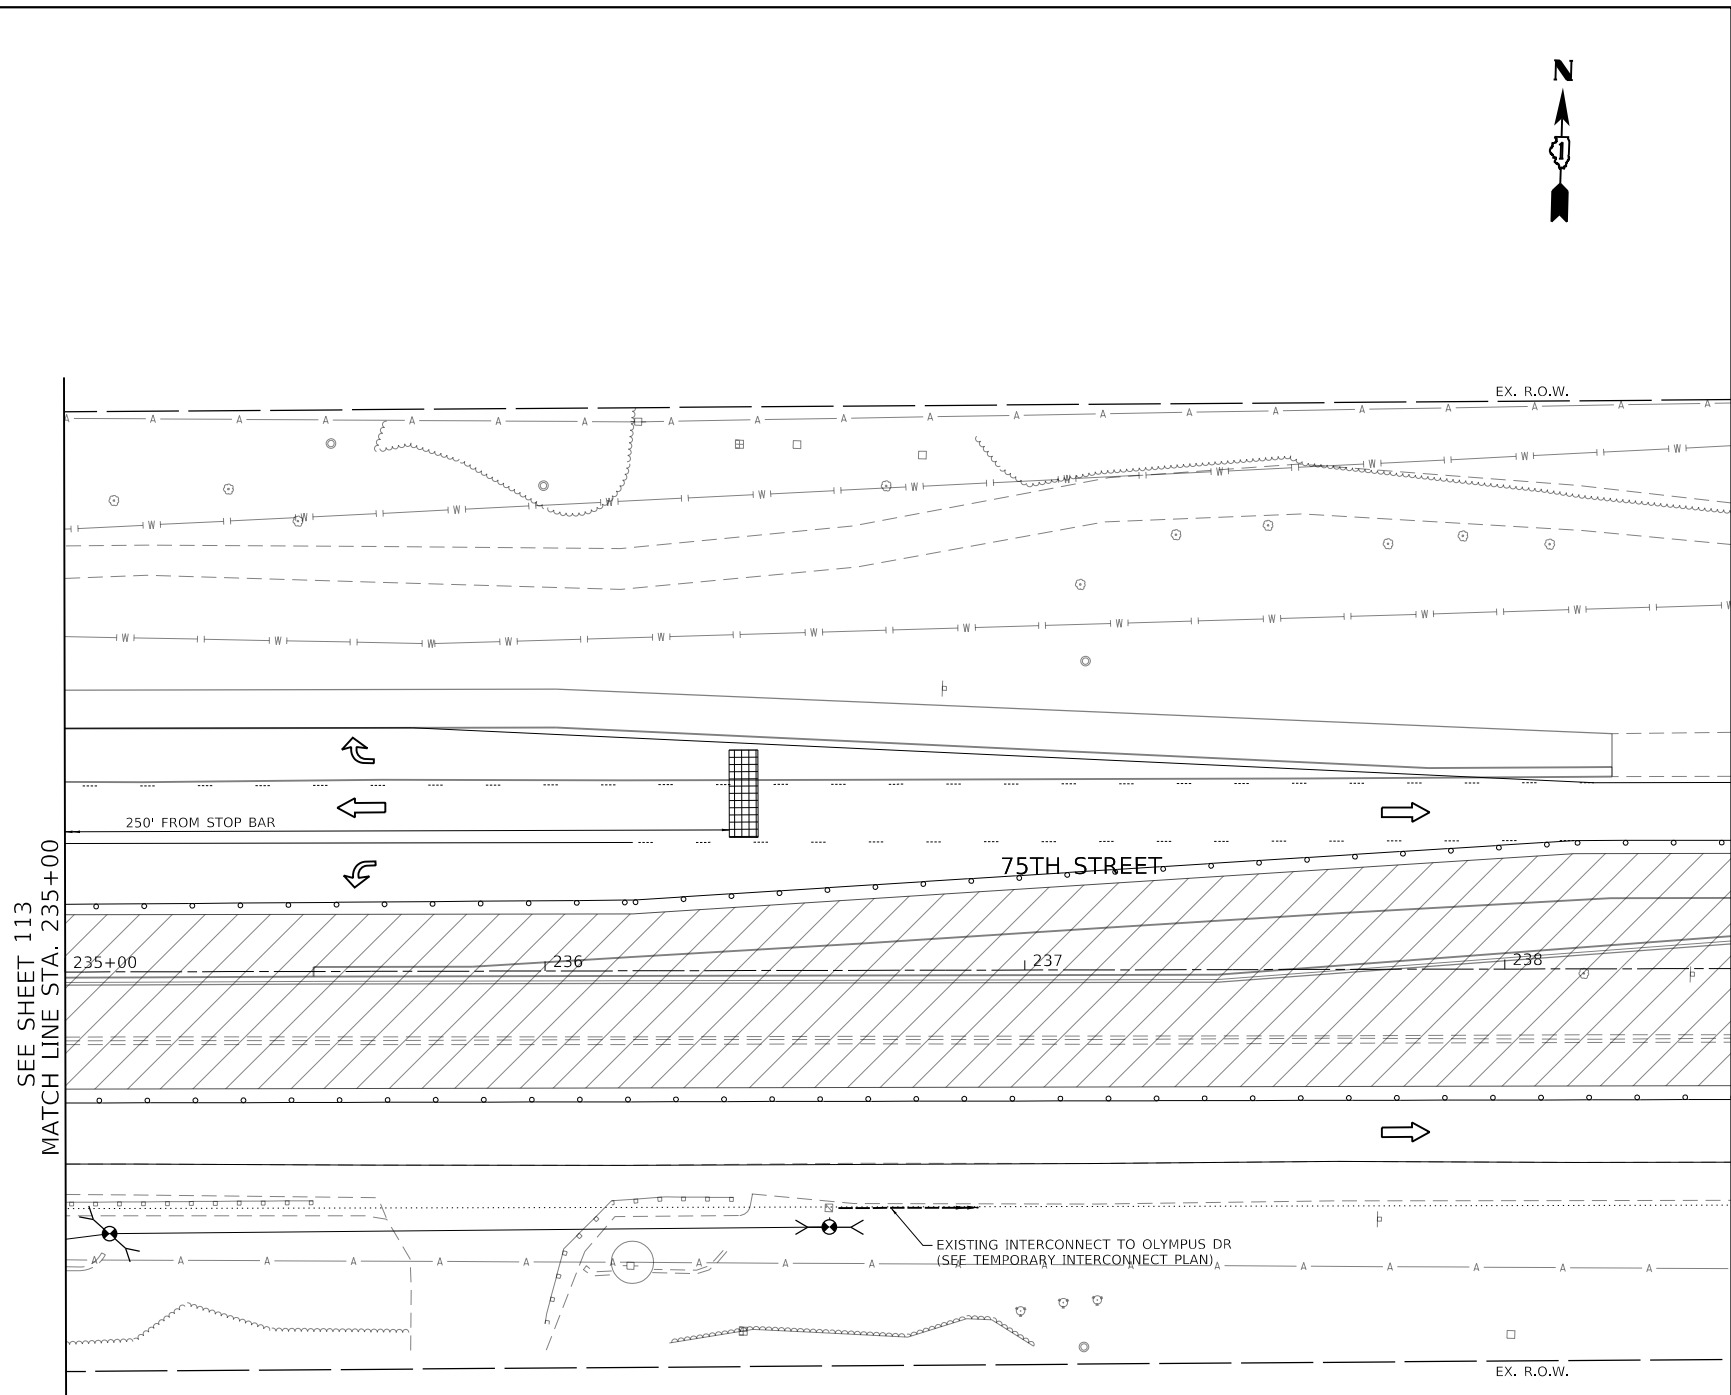 N
1
EX. R.O.W.
A A A A A A A A A A A A A A A A A A A A
W W W W W W W W W W W
W W W W W W W W W W W W
250' FROM STOP BAR
75TH STREET
SEE SHEET 113
MATCH LINE STA. 235+00
235+00
236
237
238
EXISTING INTERCONNECT TO OLYMPUS DR
(SEE TEMPORARY INTERCONNECT PLAN)
A A A A A A A A A A A A A A A A A A A
EX. R.O.W.